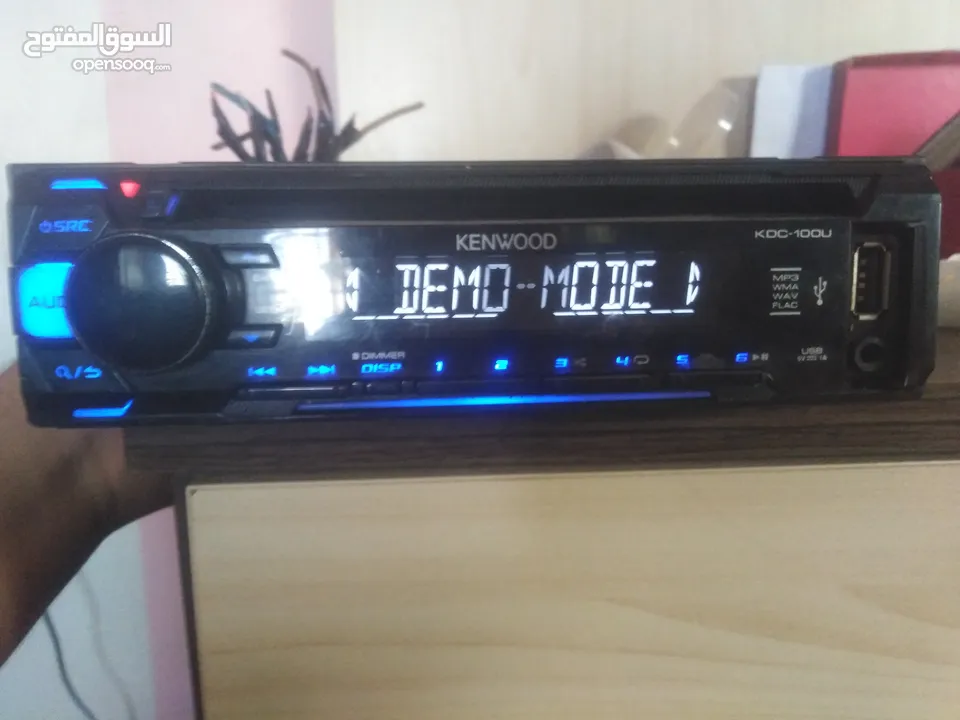 السوق المفتوح
opensooq.com
SRC
KENWOOD
KDC-100U
AUD
DEMO--MODE
MP3
WMA
WAV
FLAC
DIMMER
DISP 1 2 3 4 5 6
USB